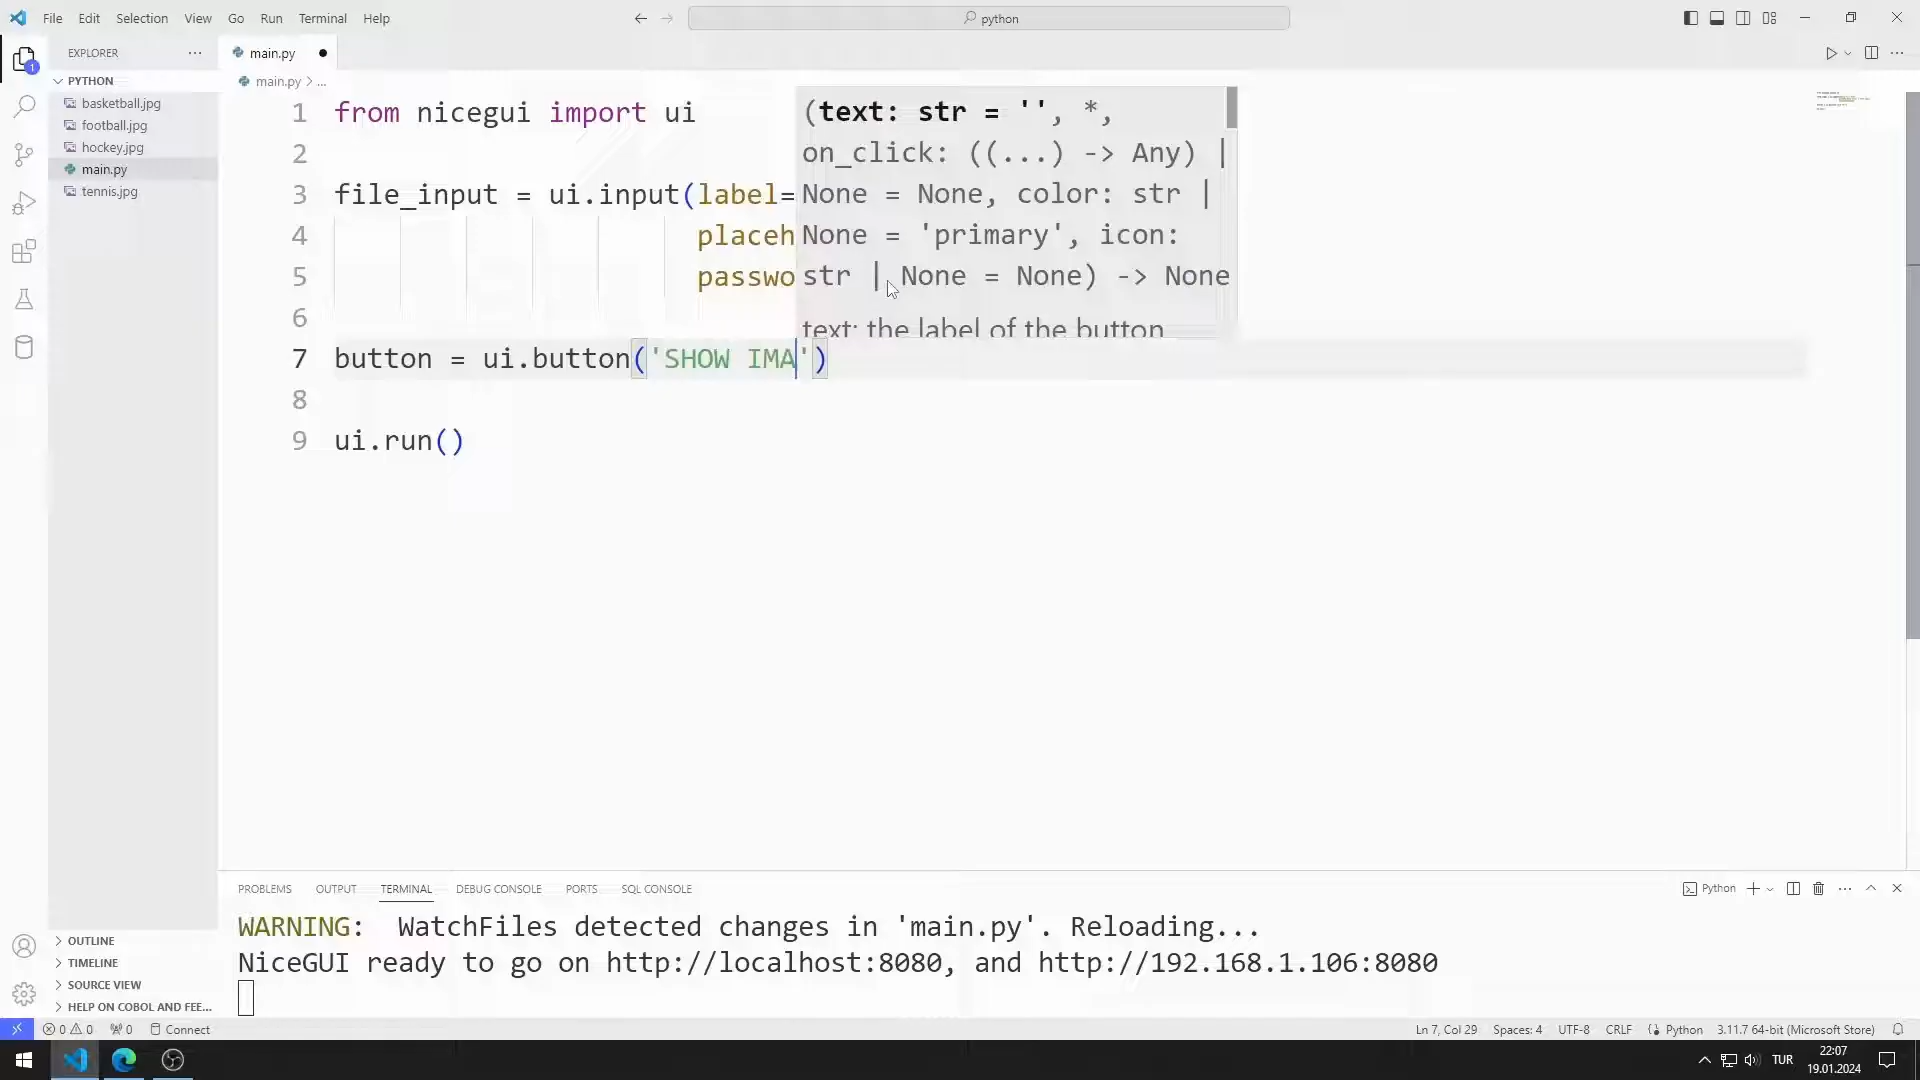 File Edit Selection View Go Run Terminal Help
python
EXPLORER
main.py
PYTHON
main.py > ...
basketball.jpg
football.jpg
hockey.jpg
main.py
tennis.jpg
1 from nicegui import ui
2
3 file_input = ui.input(label=
4 placeh
5 passwo
6
7 button = ui.button('SHOW IMA')
8
9 ui.run()
(text: str = '', *,
on_click: ((...) -> Any) |
None = None, color: str |
None = 'primary', icon:
str | None = None) -> None
text: the label of the button
PROBLEMS OUTPUT TERMINAL DEBUG CONSOLE PORTS SQL CONSOLE
Python
WARNING: WatchFiles detected changes in 'main.py'. Reloading...
NiceGUI ready to go on http://localhost:8080, and http://192.168.1.106:8080
OUTLINE
TIMELINE
SOURCE VIEW
HELP ON COBOL AND FEE...
1
0 0 0 Connect
Ln 7, Col 29 Spaces: 4 UTF-8 CRLF Python 3.11.7 64-bit (Microsoft Store)
TUR
22:07
19.01.2024